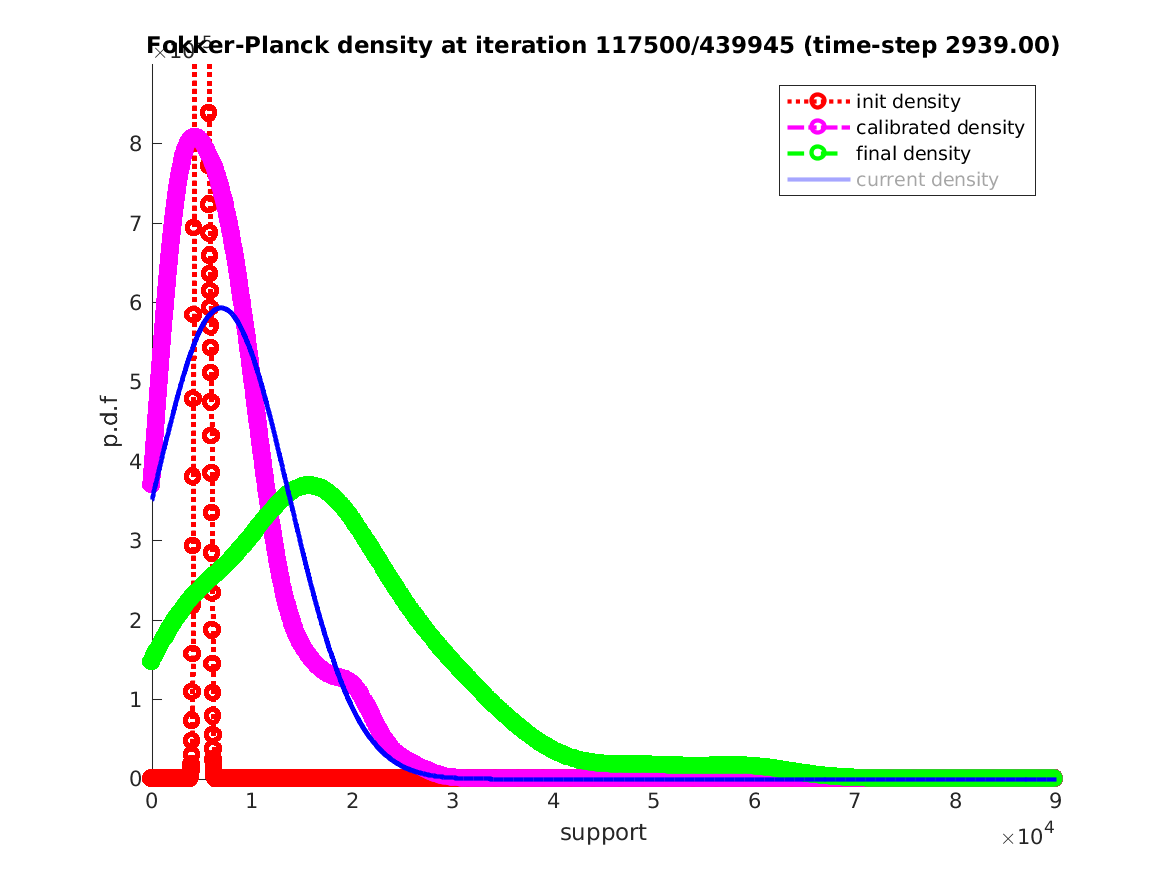 Fokker-Planck density at iteration 117500/439945 (time-step 2939.00)
×10
-5
init density
calibrated density
final density
current density
8
7
6
5
4
3
2
1
0
p.d.f
0 1 2 3 4 5 6 7 8 9
support
×10⁴